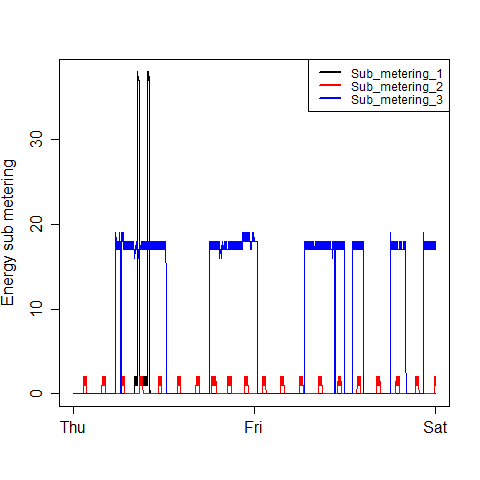 Sub_metering_1
Sub_metering_2
Sub_metering_3
Energy sub metering
30
20
10
0
Thu Fri Sat